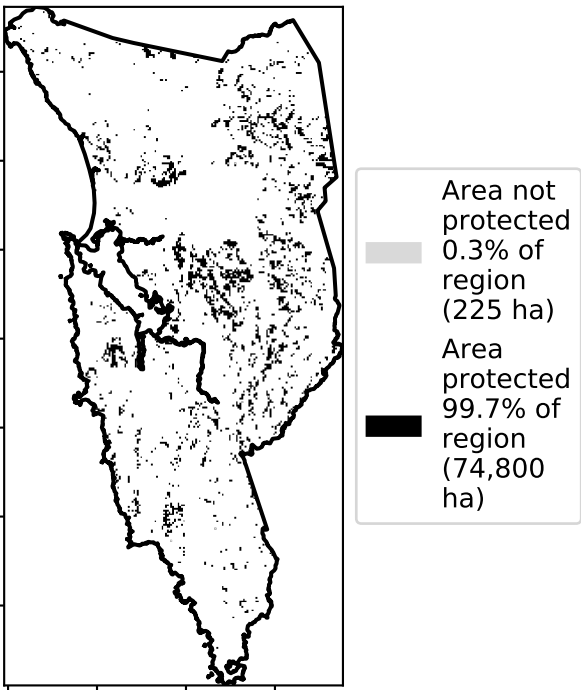 Area not
protected
0.3% of
region
(225 ha)
Area
protected
99.7% of
region
(74,800
ha)